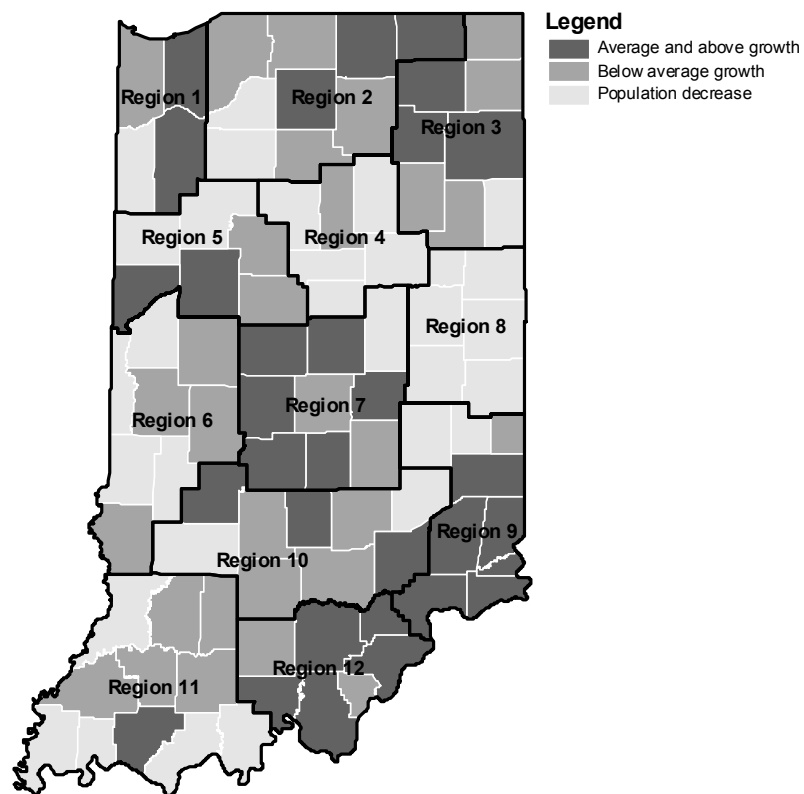 Legend
Average and above growth
Below average growth
Population decrease
Region 1
Region 2
Region 3
Region 5
Region 4
Region 8
Region 7
Region 6
Region 9
Region 10
Region 12
Region 11